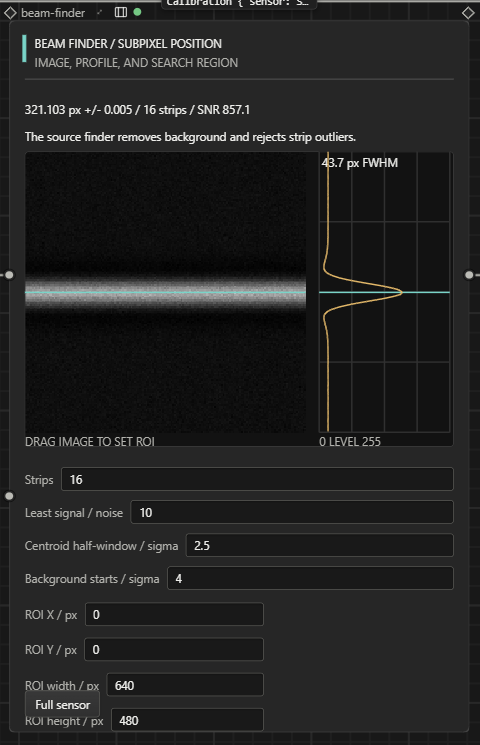 Calibration { sensor: S…
beam-finder
BEAM FINDER / SUBPIXEL POSITION
IMAGE, PROFILE, AND SEARCH REGION
321.103 px +/- 0.005 / 16 strips / SNR 857.1
The source finder removes background and rejects strip outliers.
43.7 px FWHM
DRAG IMAGE TO SET ROI
0 LEVEL 255
Strips 16
Least signal / noise 10
Centroid half-window / sigma 2.5
Background starts / sigma 4
ROI X / px 0
ROI Y / px 0
ROI width / px 640
Full sensor
ROI height / px 480